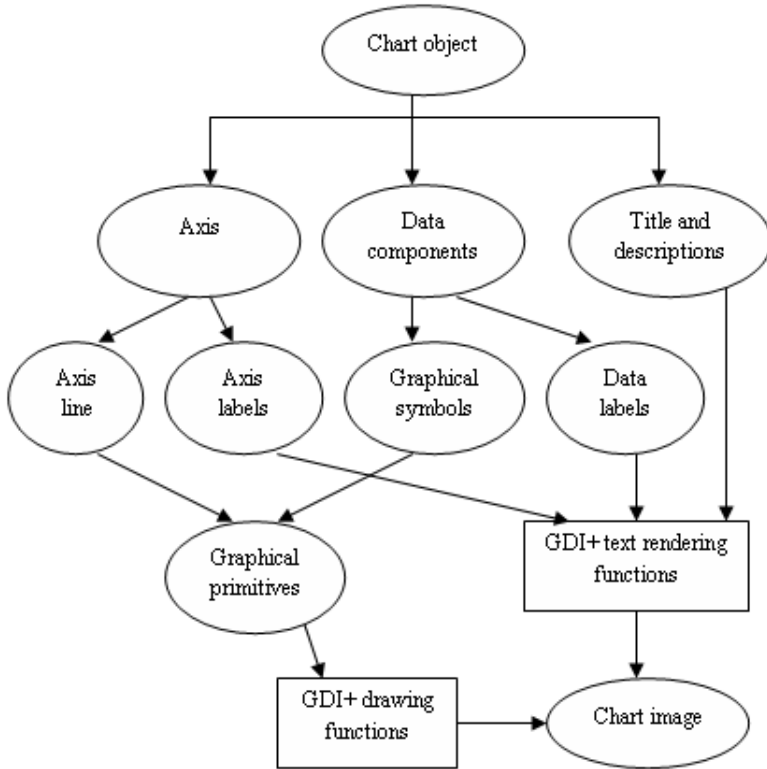 Chart object
Axis
Data
components
Title and
descriptions
Axis
line
Axis
labels
Graphical
symbols
Data
labels
Graphical
primitives
GDI+ text rendering
functions
GDI+ drawing
functions
Chart image